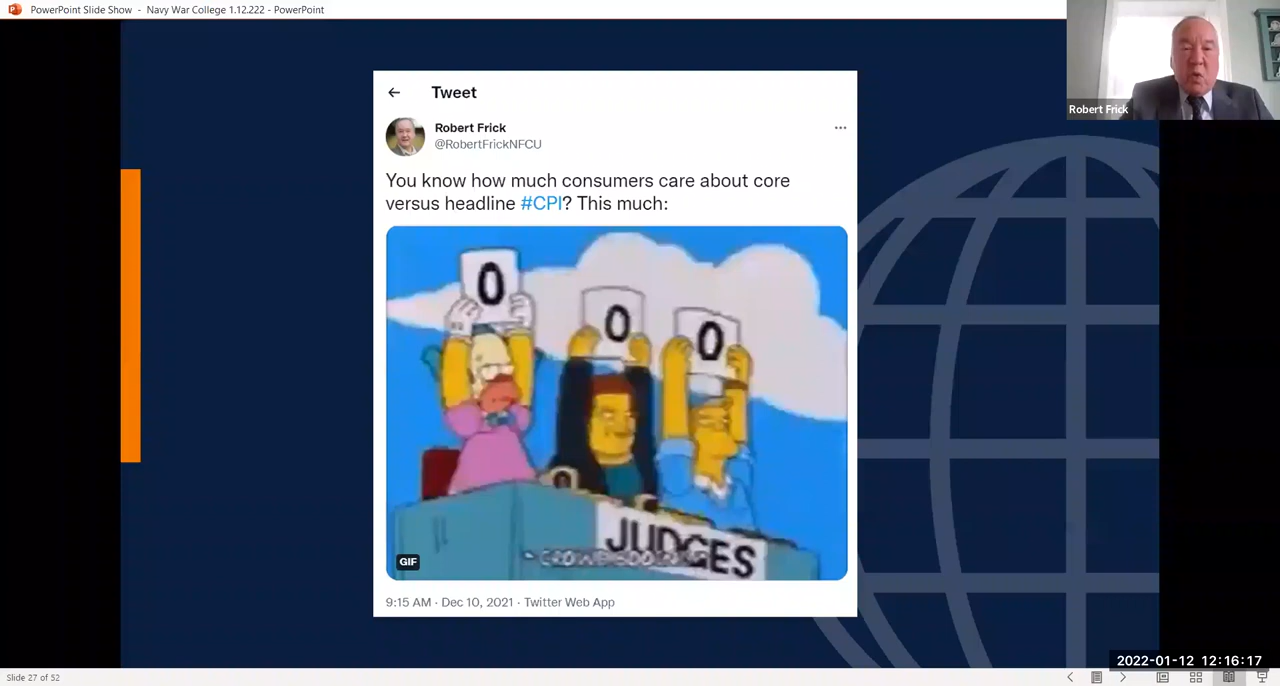 PowerPoint Slide Show - Navy War College 1.12.222 - PowerPoint
Robert Frick
Tweet
Robert Frick
@RobertFrickNFCU
You know how much consumers care about core
versus headline #CPI? This much:
0
0
0
JUDGES
GIF
9:15 AM · Dec 10, 2021 · Twitter Web App
2022-01-12 12:16:17
Slide 27 of 52